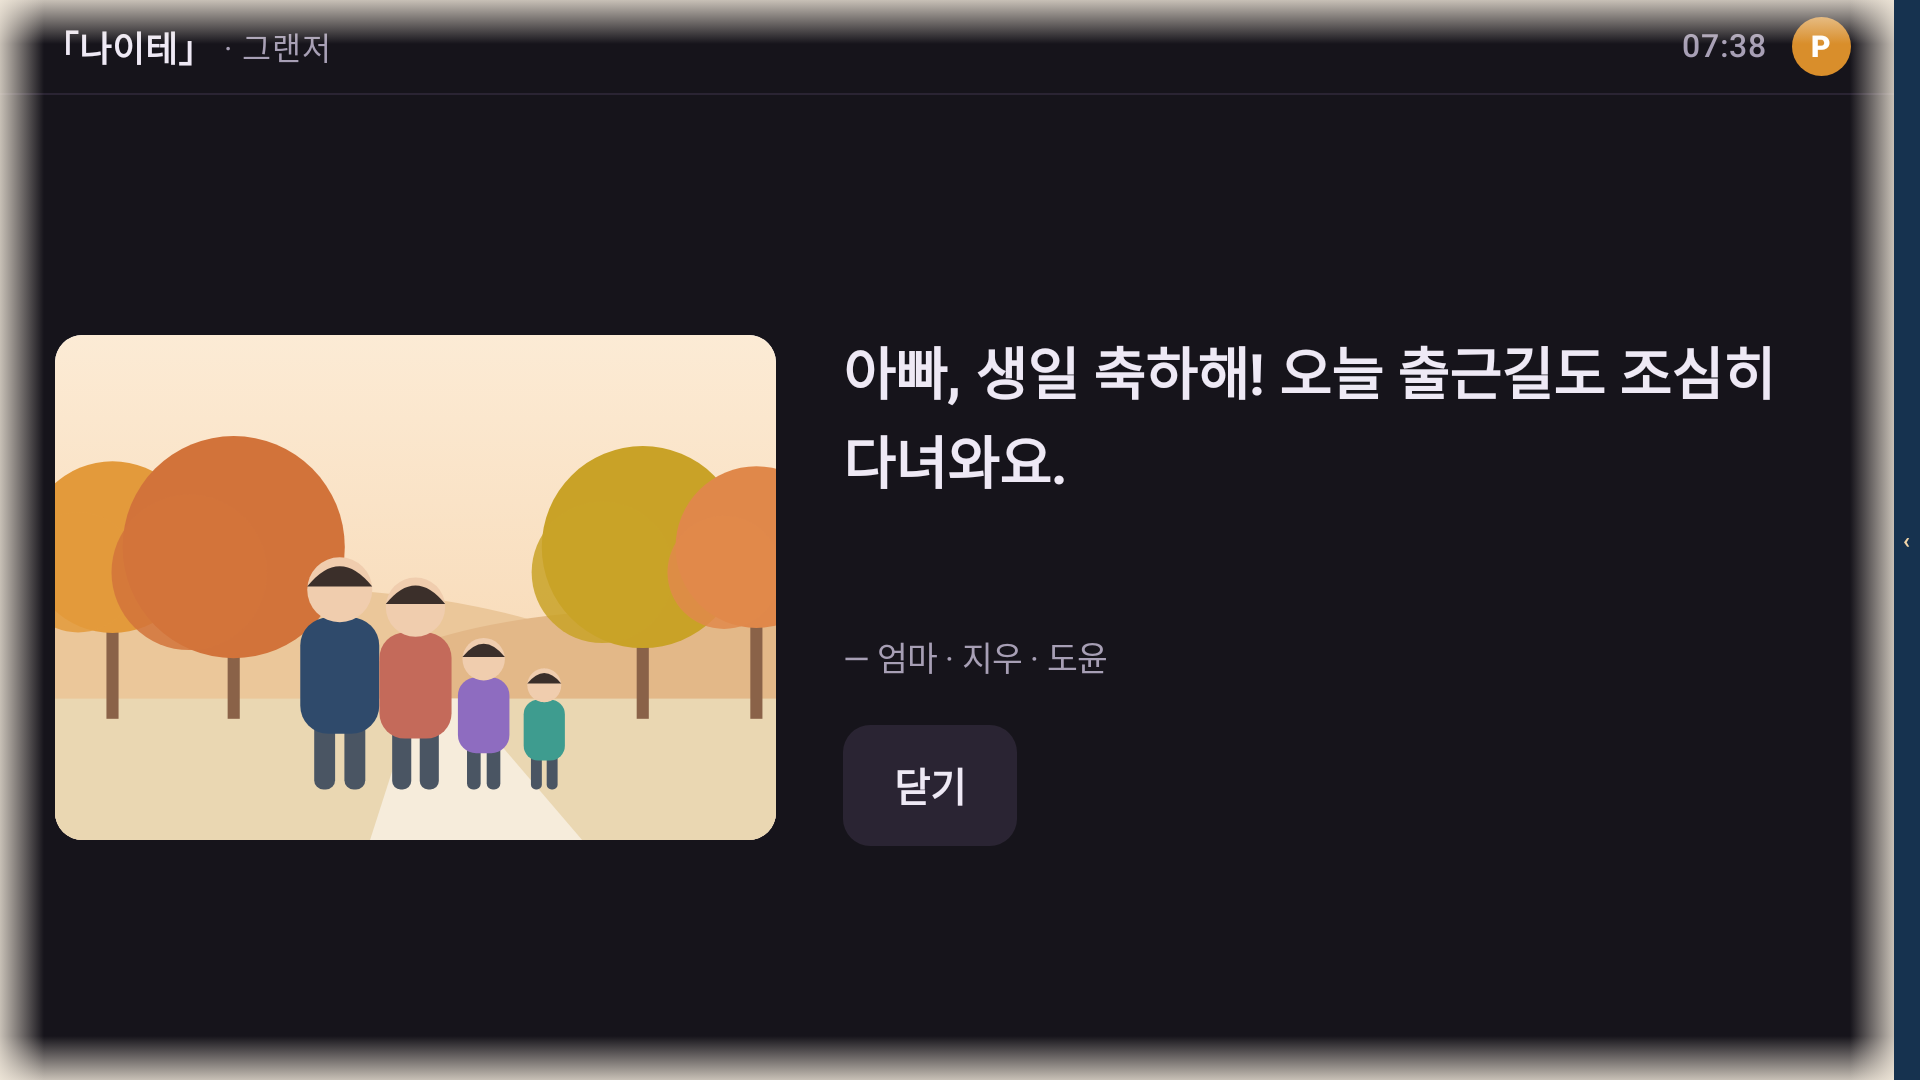 「나이테」 · 그랜저
07:38
P
아빠, 생일 축하해! 오늘 출근길도 조심히
다녀와요.
— 엄마 · 지우 · 도윤
닫기
‹